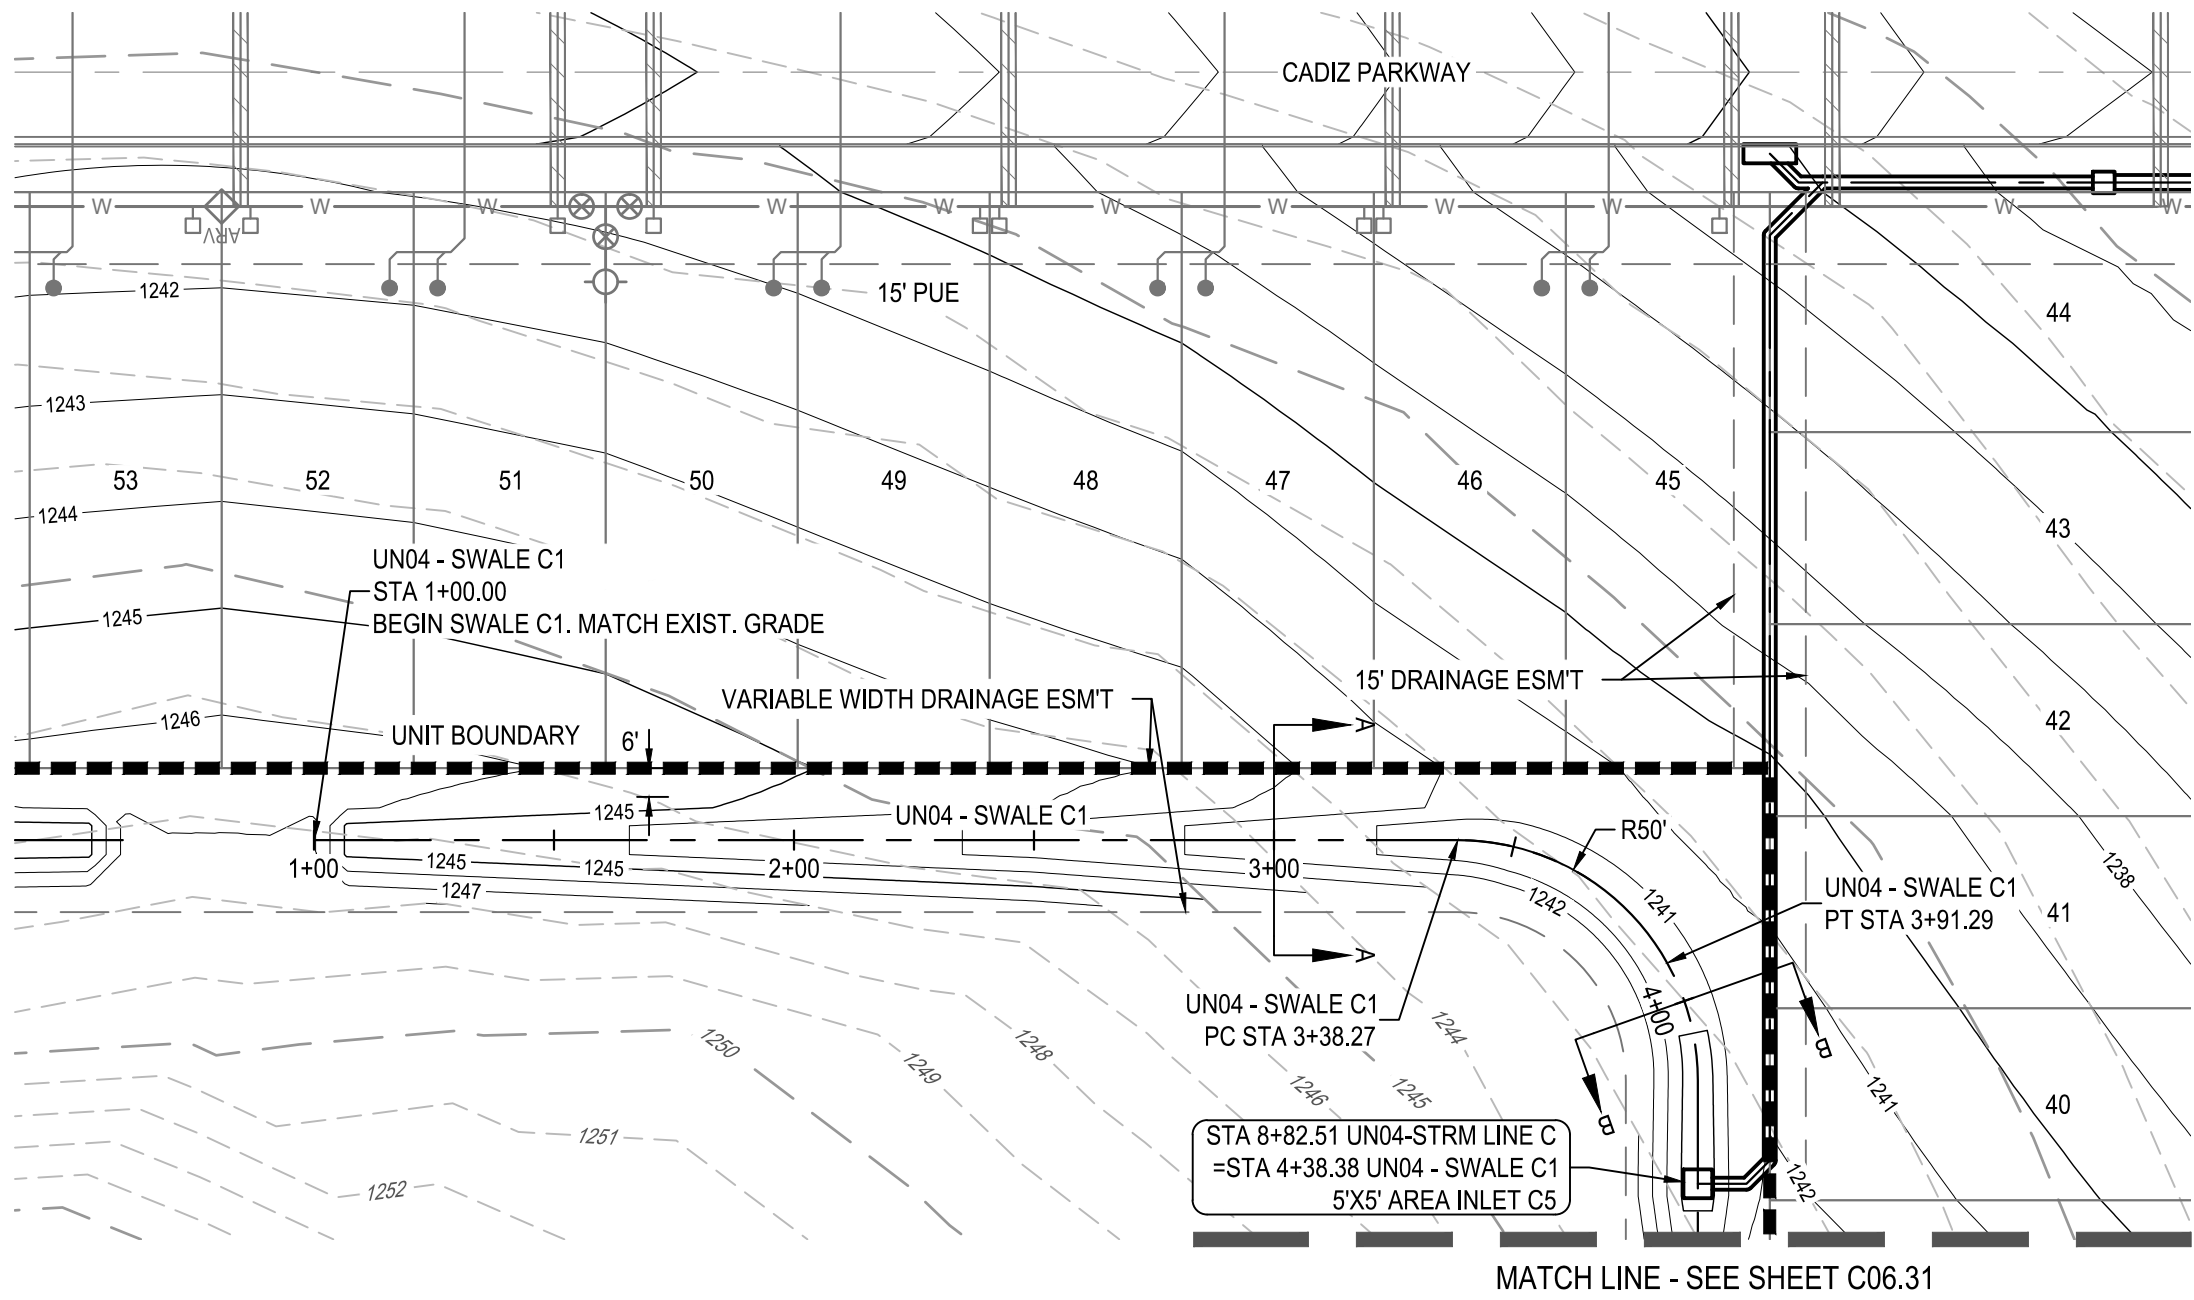 CADIZ PARKWAY
W W W W W W W W W W W
ARV
15' PUE
1242
44
1243
53 52 51 50 49 48 47 46 45
1244
43
UN04 - SWALE C1
STA 1+00.00
BEGIN SWALE C1. MATCH EXIST. GRADE
1245
15' DRAINAGE ESM'T
VARIABLE WIDTH DRAINAGE ESM'T
1246
42
UNIT BOUNDARY
6'
A
1245
UN04 - SWALE C1
R50'
1+00
1245
1245
2+00
3+00
1247
1242
1241
1238
UN04 - SWALE C1
PT STA 3+91.29
41
A
UN04 - SWALE C1
PC STA 3+38.27
4+00
1250
1249
1248
1244
1246
1245
B
B
1241
40
1251
STA 8+82.51 UN04-STRM LINE C
=STA 4+38.38 UN04 - SWALE C1
5'X5' AREA INLET C5
1252
1242
MATCH LINE - SEE SHEET C06.31